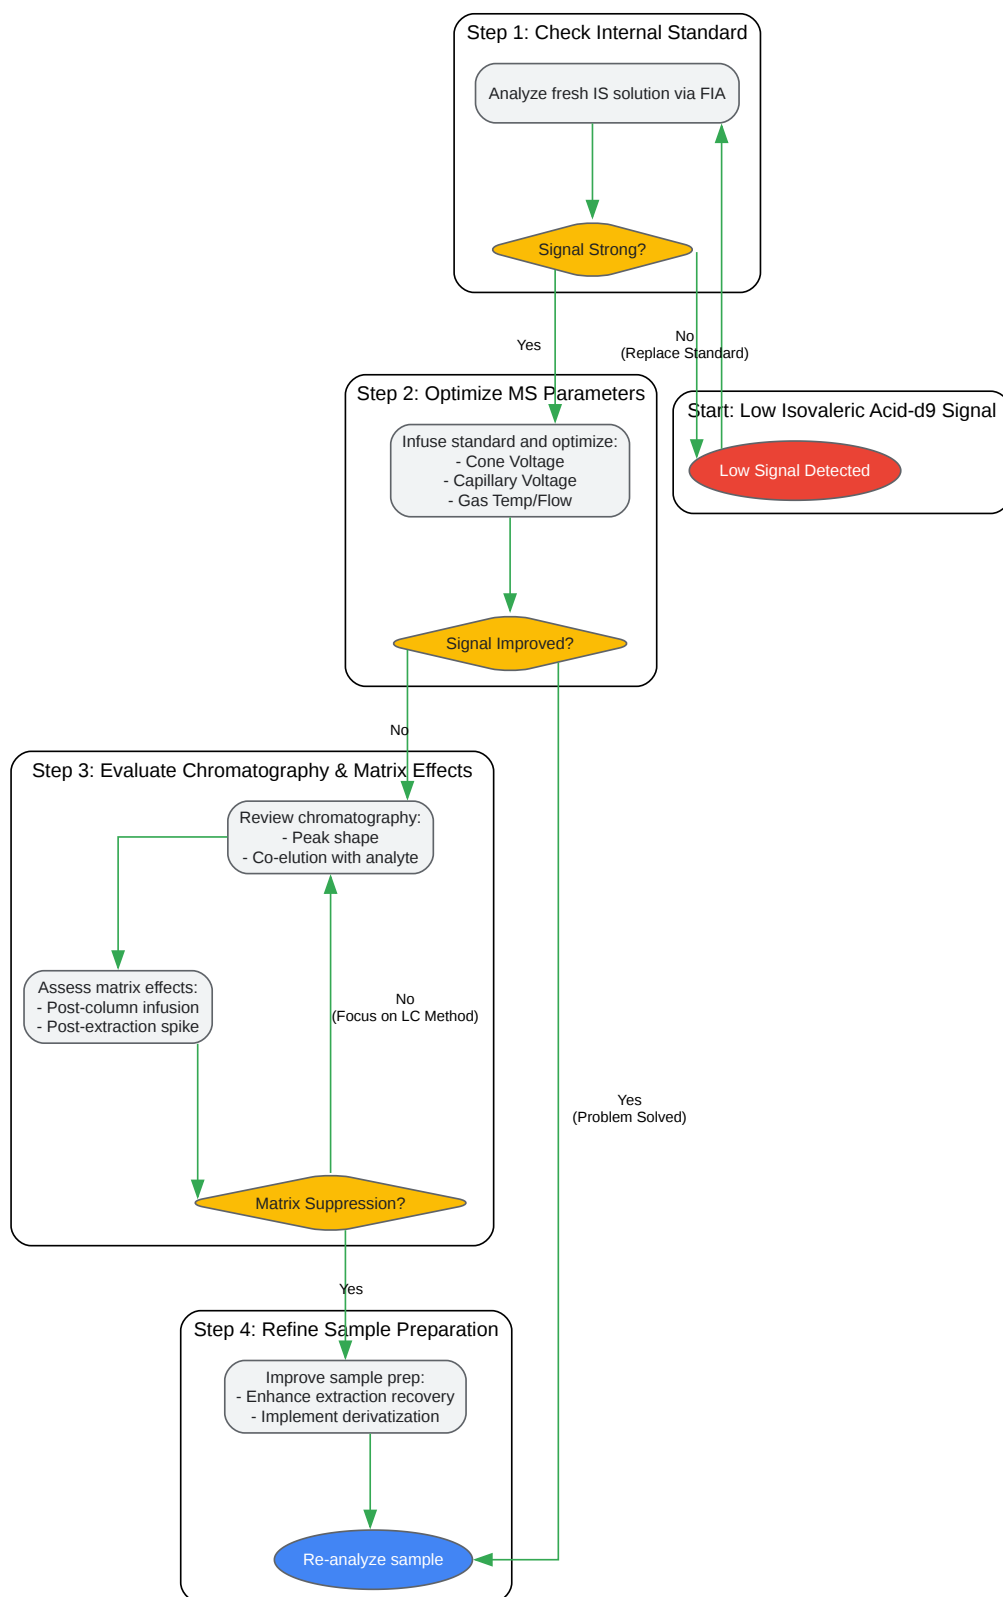 Step 1: Check Internal Standard
Analyze fresh IS solution via FIA
Signal Strong?
Yes
No
(Replace Standard)
Step 2: Optimize MS Parameters
Infuse standard and optimize:
- Cone Voltage
- Capillary Voltage
- Gas Temp/Flow
Start: Low Isovaleric Acid-d9 Signal
Low Signal Detected
Signal Improved?
No
Step 3: Evaluate Chromatography & Matrix Effects
Review chromatography:
- Peak shape
- Co-elution with analyte
Assess matrix effects:
- Post-column infusion
- Post-extraction spike
No
(Focus on LC Method)
Yes
(Problem Solved)
Matrix Suppression?
Yes
Step 4: Refine Sample Preparation
Improve sample prep:
- Enhance extraction recovery
- Implement derivatization
Re-analyze sample